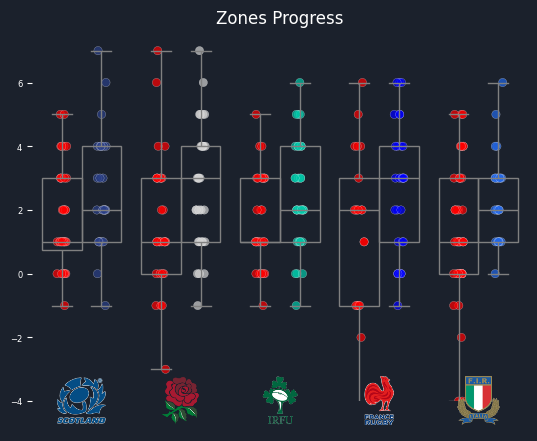 Zones Progress
6
4
2
0
−2
−4
SCOTLAND
IRFU
FRANCE
RUGBY
F.I.R.